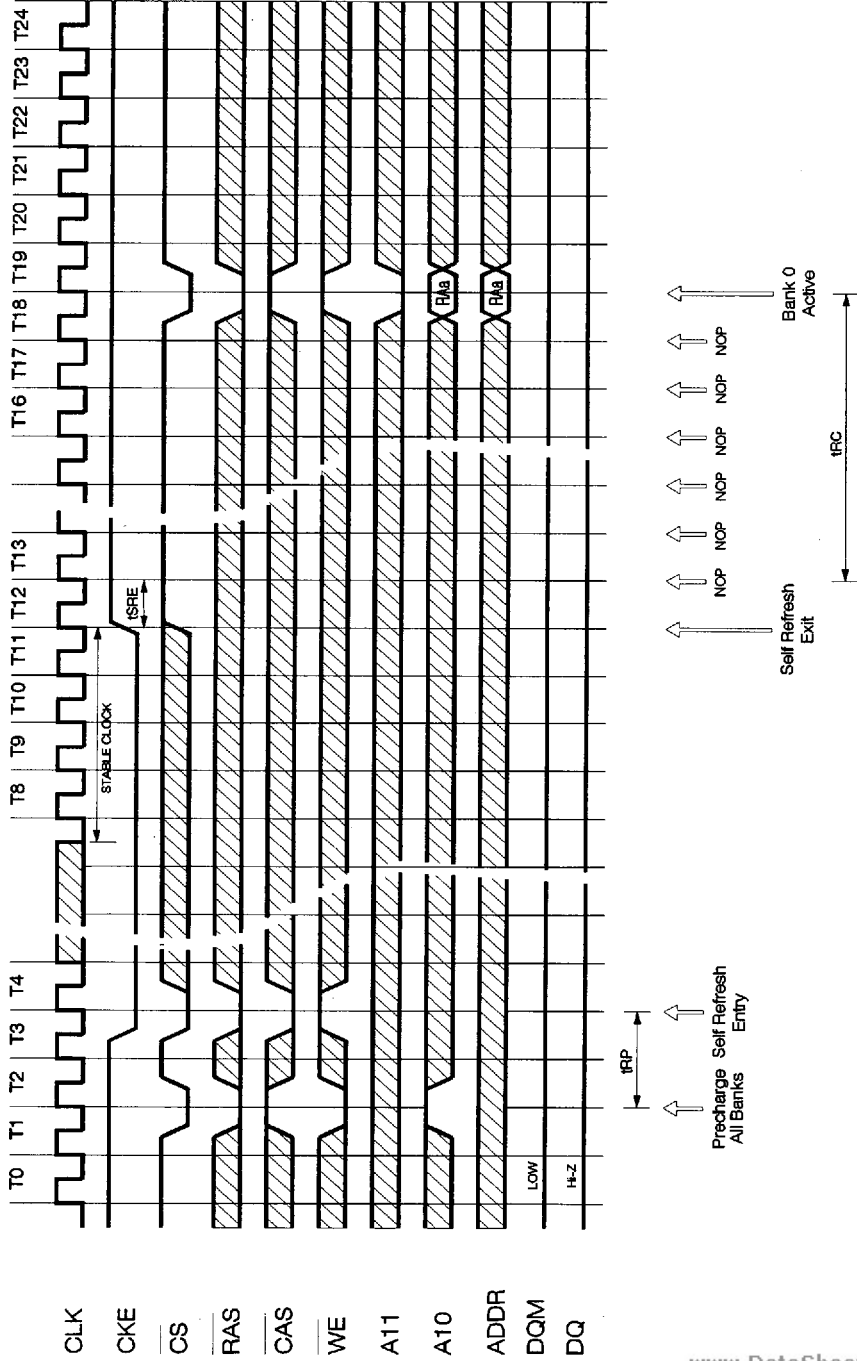 T0 T1 T2 T3 T4 T8 T9 T10 T11 T12 T13 T16 T17 T18 T19 T20 T21 T22 T23 T24
CLK
STABLE CLOCK
CKE
tSRE
CS
RAS
CAS
WE
A11
A10
RAa
ADDR
RAa
DQM
LOW
DQ
Hi-Z
tRP
NOP NOP NOP NOP NOP NOP
Precharge
All Banks
Self Refresh
Entry
Self Refresh
Exit
Bank 0
Active
tRC